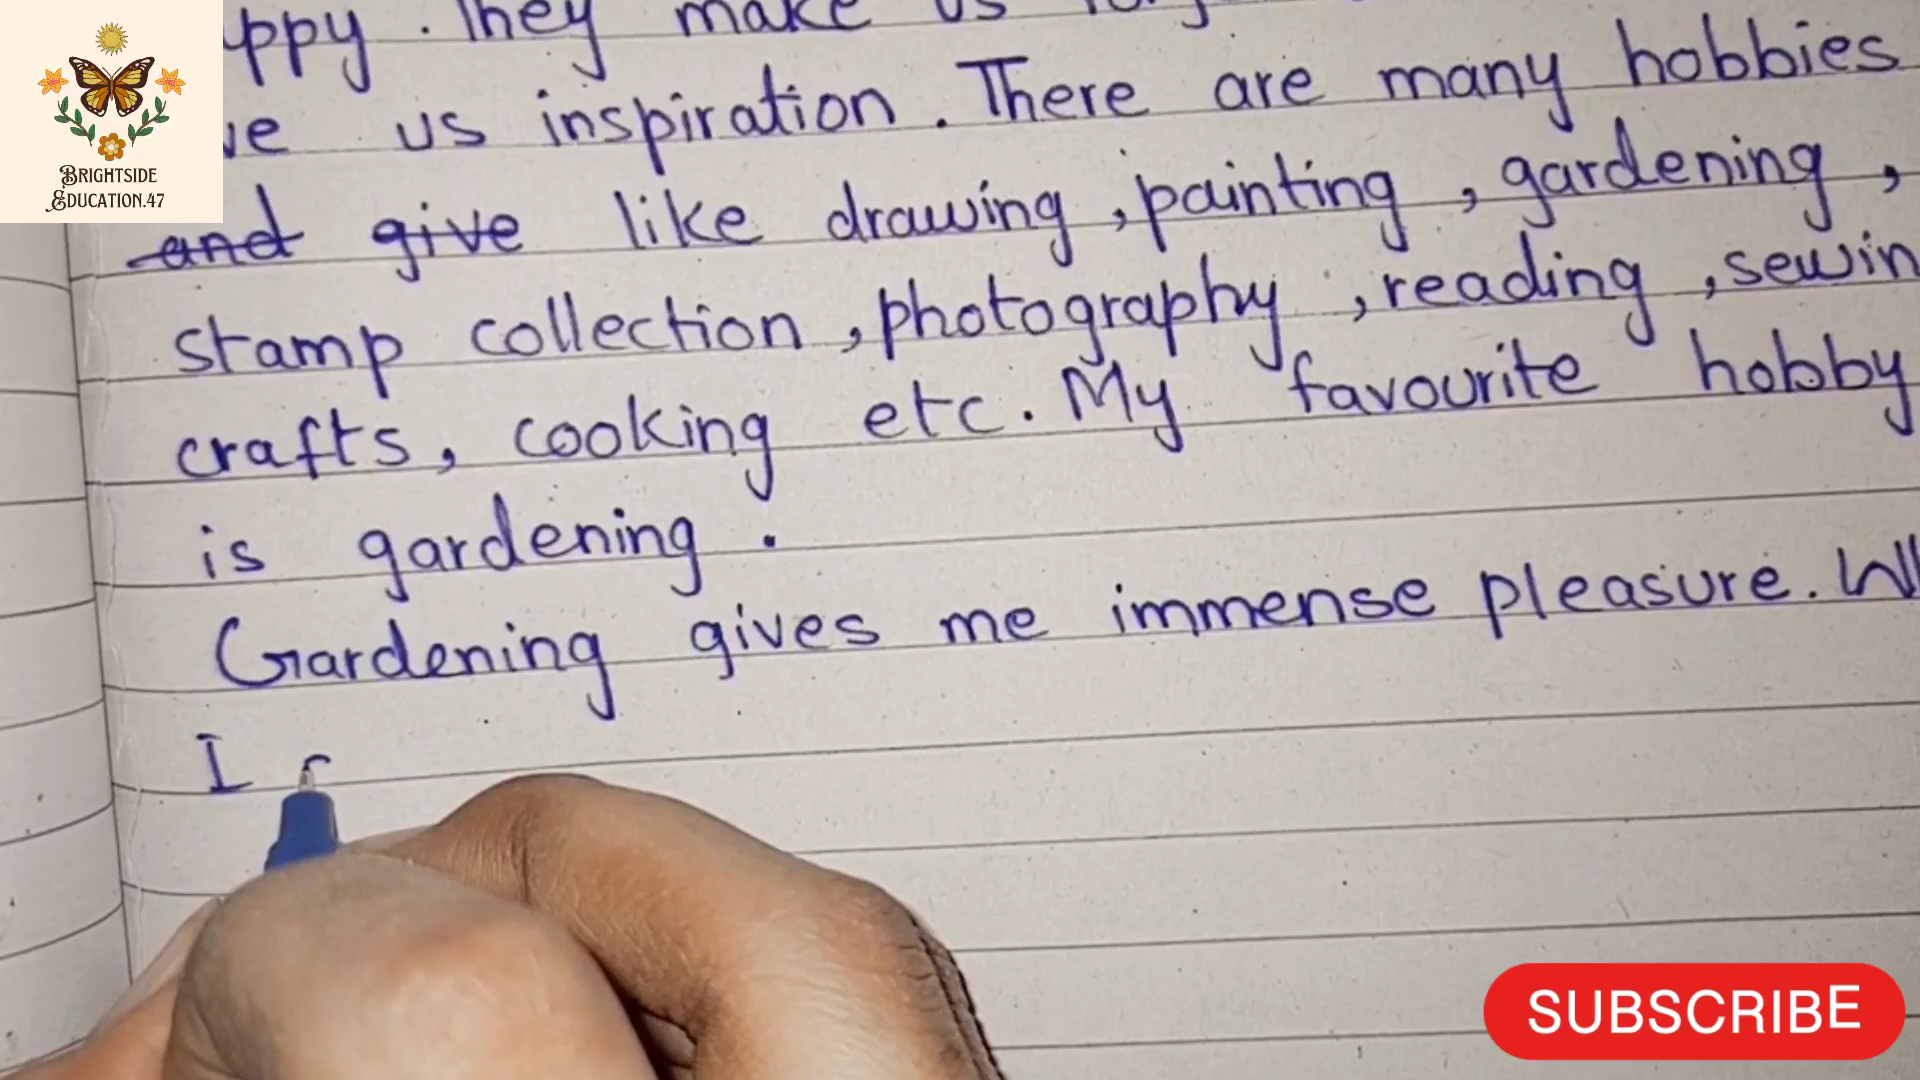 BRIGHTSIDE
EDUCATION.47
They make us
us inspiration. There are many hobbies
and give like drawing, painting, gardening,
stamp collection, photography, reading, sewin
crafts, cooking etc. My favourite hobby
is gardening.
Gardening gives me immense pleasure.
I
SUBSCRIBE